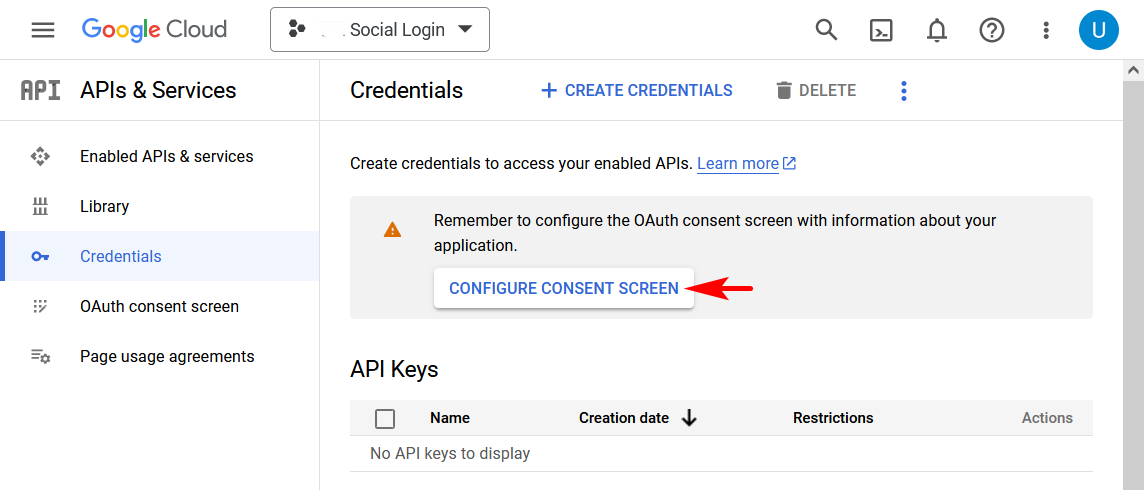 Google Cloud
Social Login
U
API
APIs & Services
Credentials
CREATE CREDENTIALS
DELETE
Enabled APIs & services
Library
Credentials
OAuth consent screen
Page usage agreements
Create credentials to access your enabled APIs. Learn more
Remember to configure the OAuth consent screen with information about your
application.
CONFIGURE CONSENT SCREEN
API Keys
Name Creation date Restrictions Actions
No API keys to display